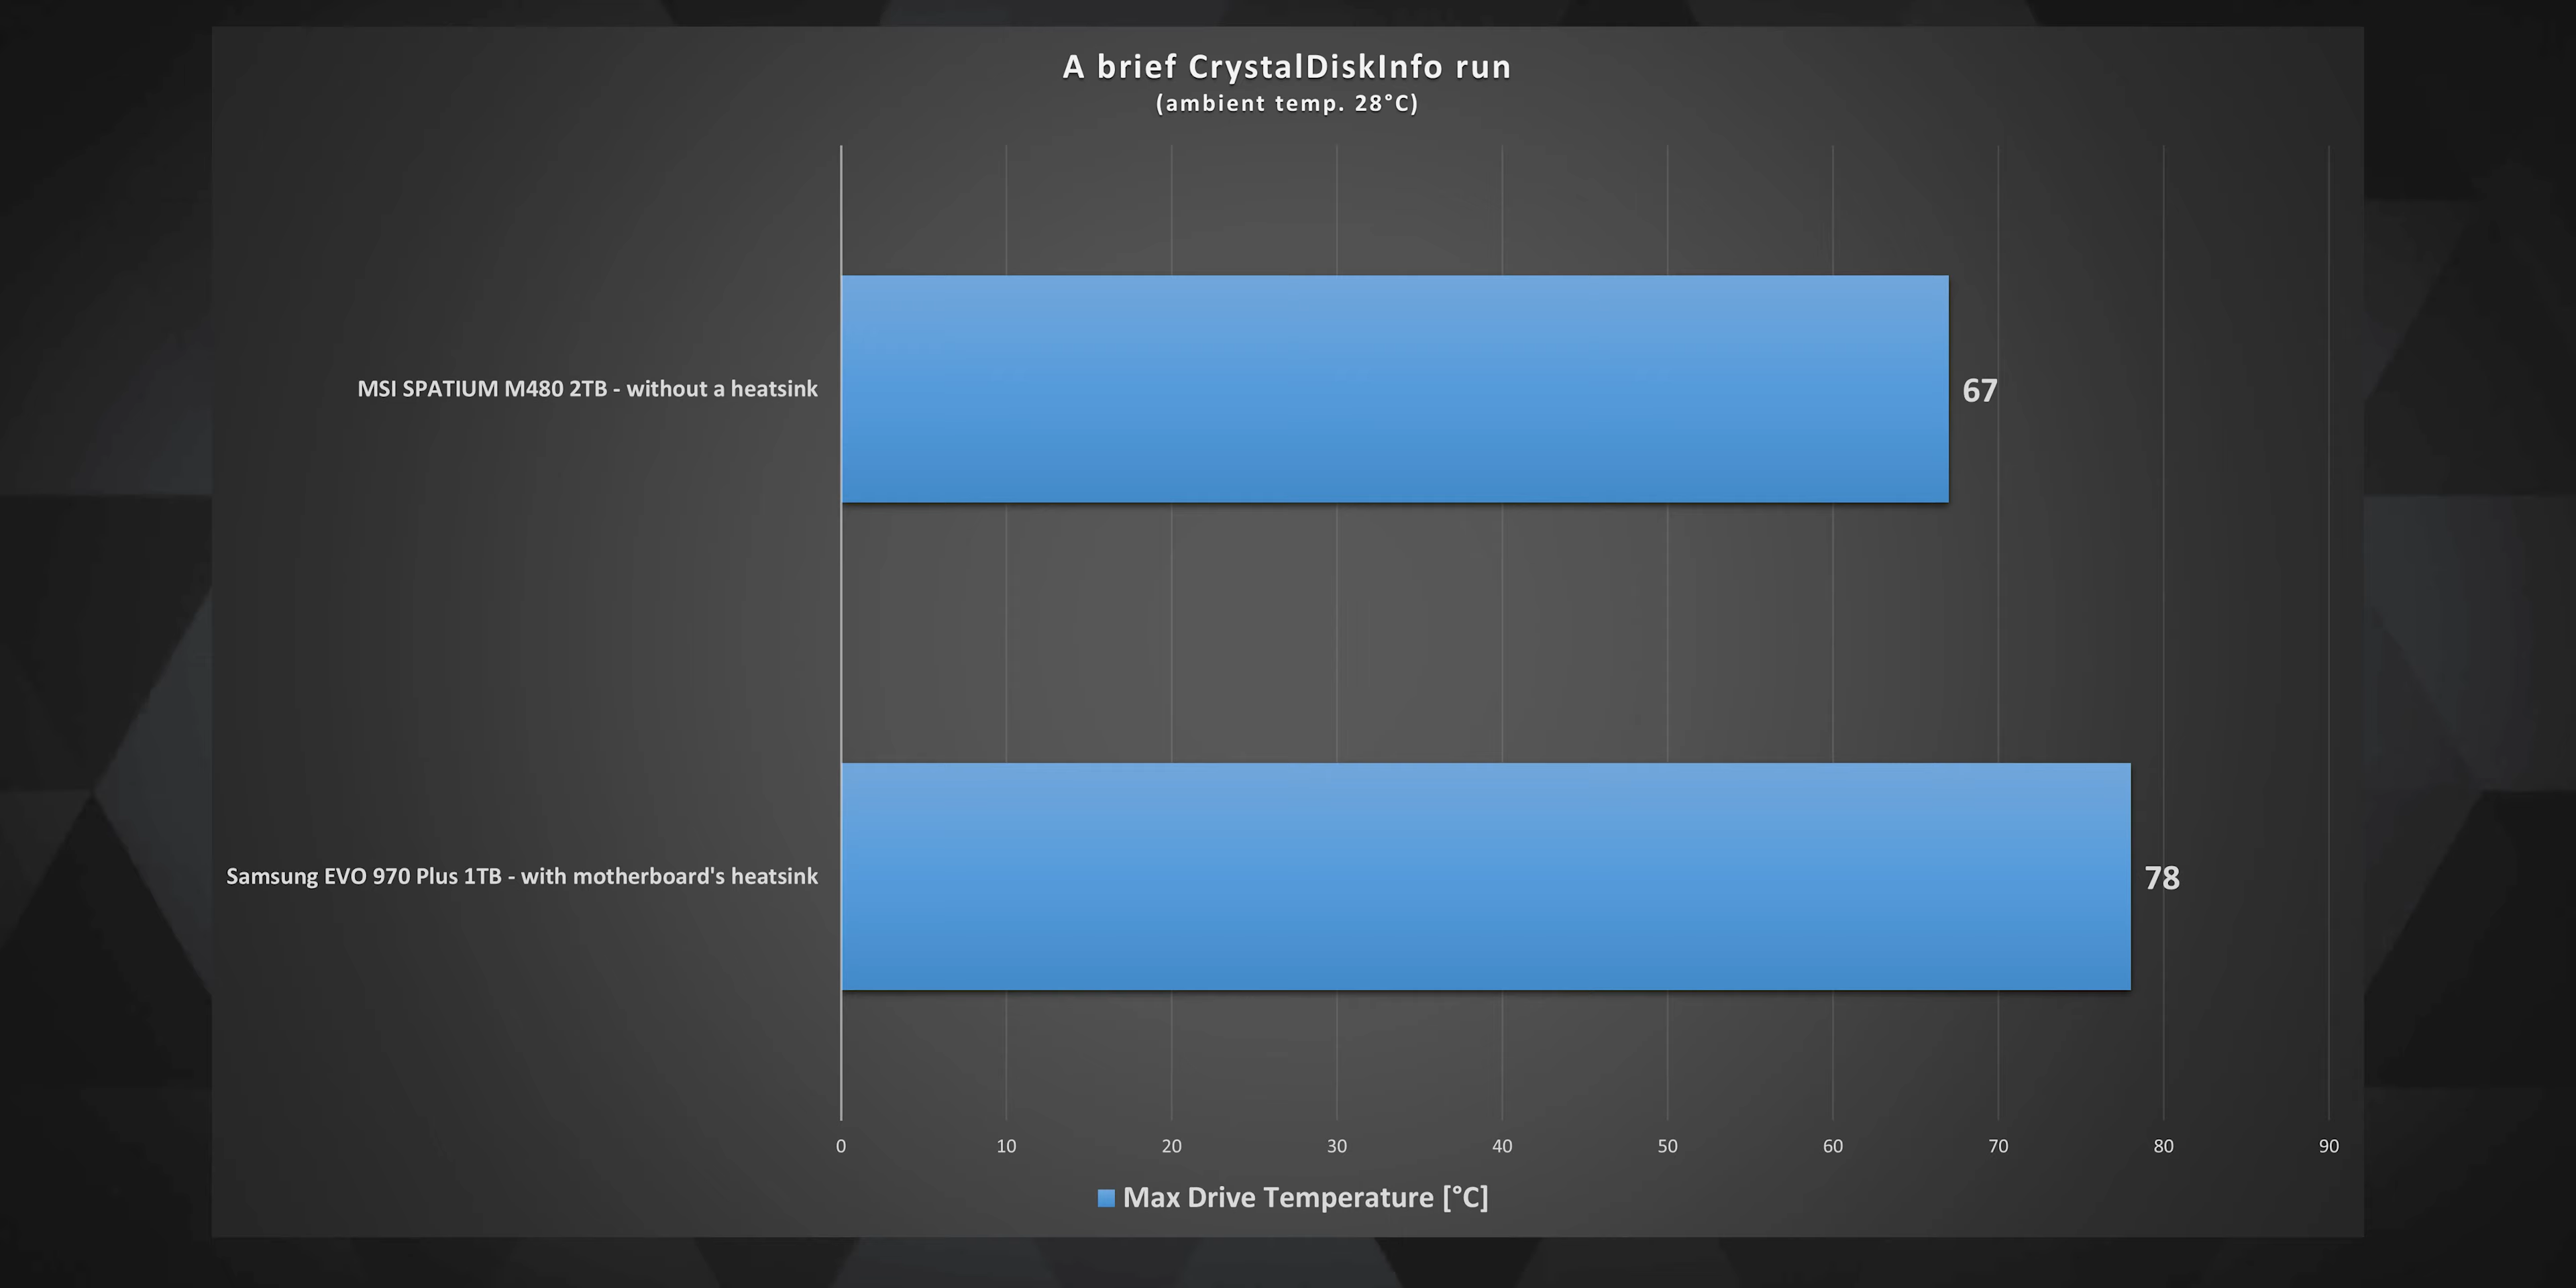 A brief CrystalDiskInfo run
(ambient temp. 28°C)
MSI SPATIUM M480 2TB - without a heatsink
67
Samsung EVO 970 Plus 1TB - with motherboard's heatsink
78
0 10 20 30 40 50 60 70 80 90
Max Drive Temperature [°C]